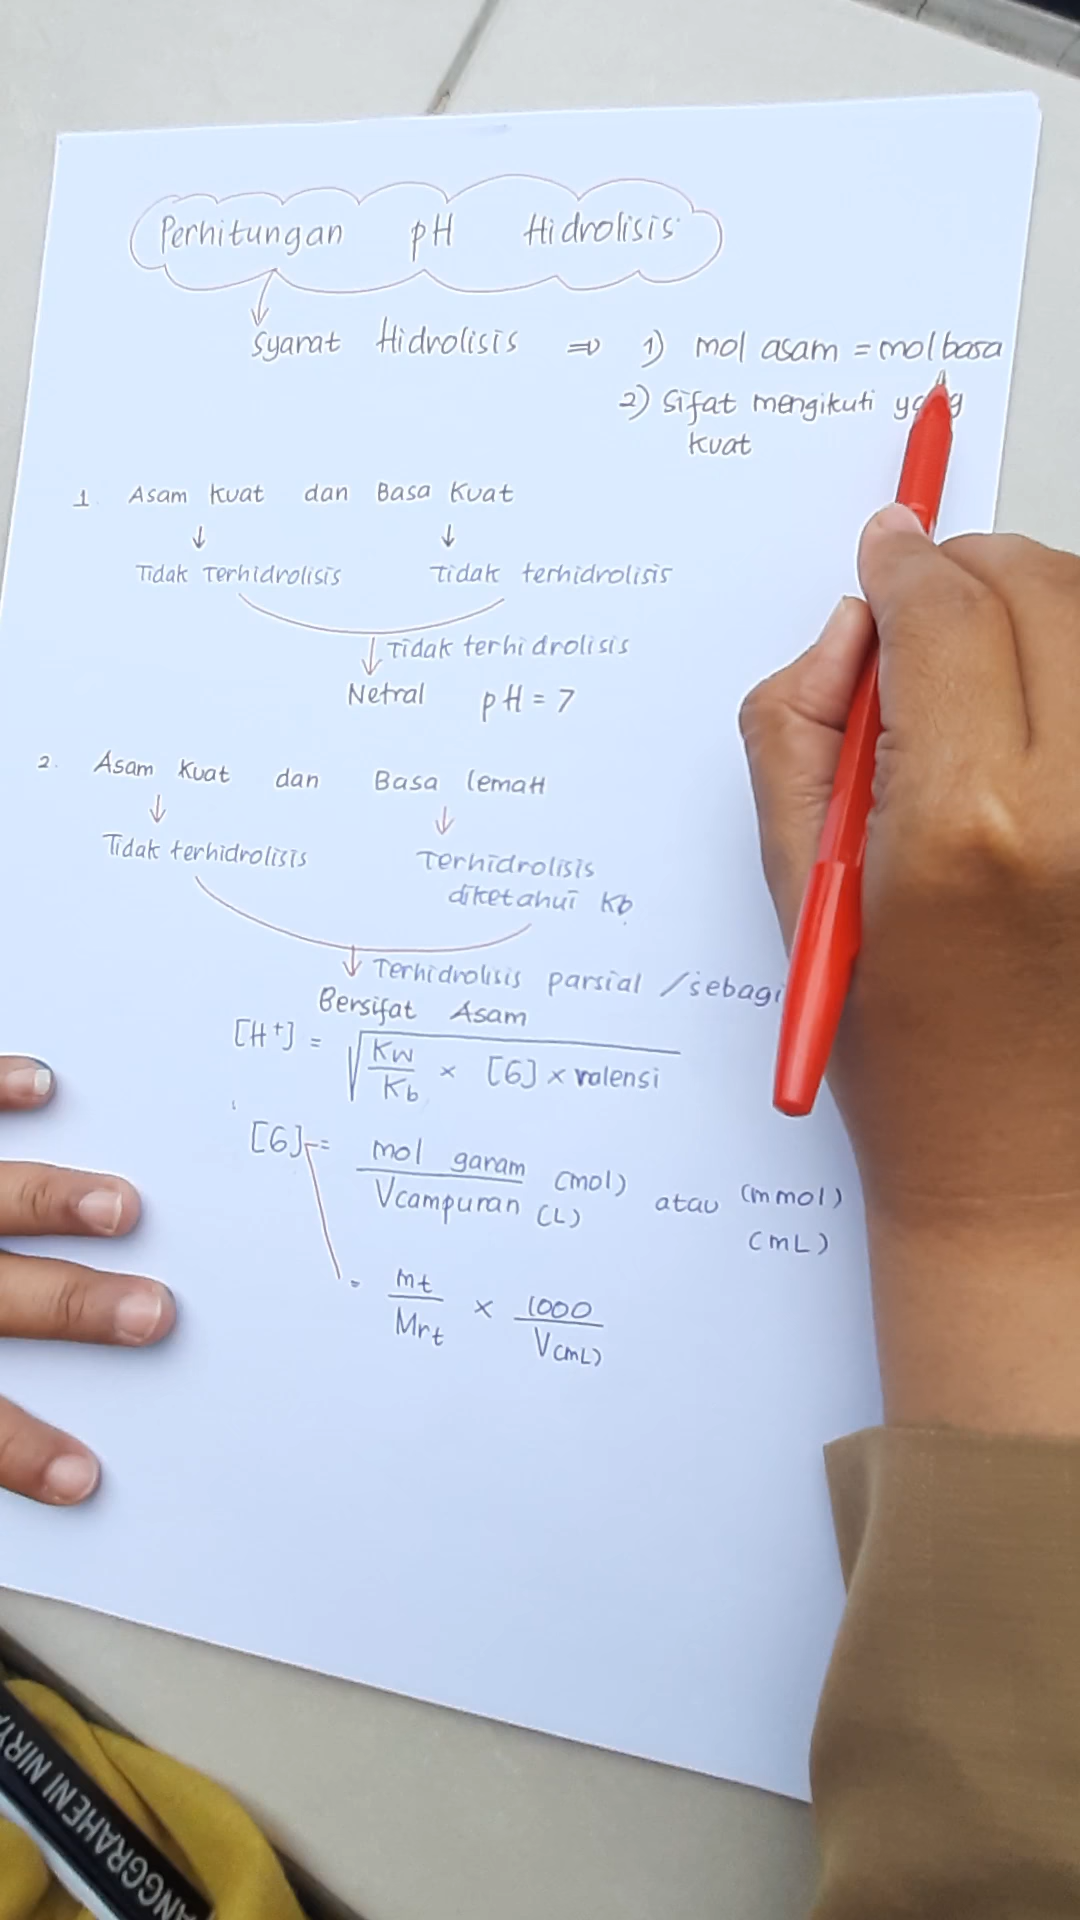 Perhitungan pH Hidrolisis
Syarat Hidrolisis ⇒ 1) mol asam = mol basa
2) Sifat mengikuti yang
kuat
1. Asam kuat dan Basa Kuat
↓ ↓
Tidak Terhidrolisis Tidak terhidrolisis
↓ Tidak terhidrolisis
Netral pH = 7
2. Asam Kuat dan Basa lemaH
↓ ↓
Tidak terhidrolisis Terhidrolisis
diketahui Kb
↓ Terhidrolisis parsial /sebagi
Bersifat Asam
[H+] = √ Kw/Kb × [G] × valensi
[G] = mol garam / Vcampuran (mol) / (L) atau (mmol) / (mL)
= mt/Mrt × 1000/V(mL)
ANGGRAHENI NIRYA